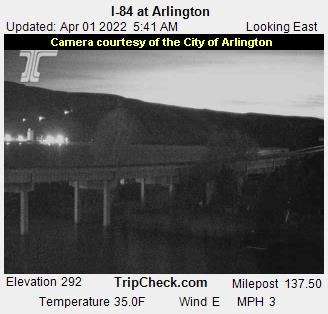 I-84 at Arlington
Updated: Apr 01 2022 5:41 AM Looking East
Camera courtesy of the City of Arlington
Elevation 292 TripCheck.com Milepost 137.50
Temperature 35.0F Wind E MPH 3